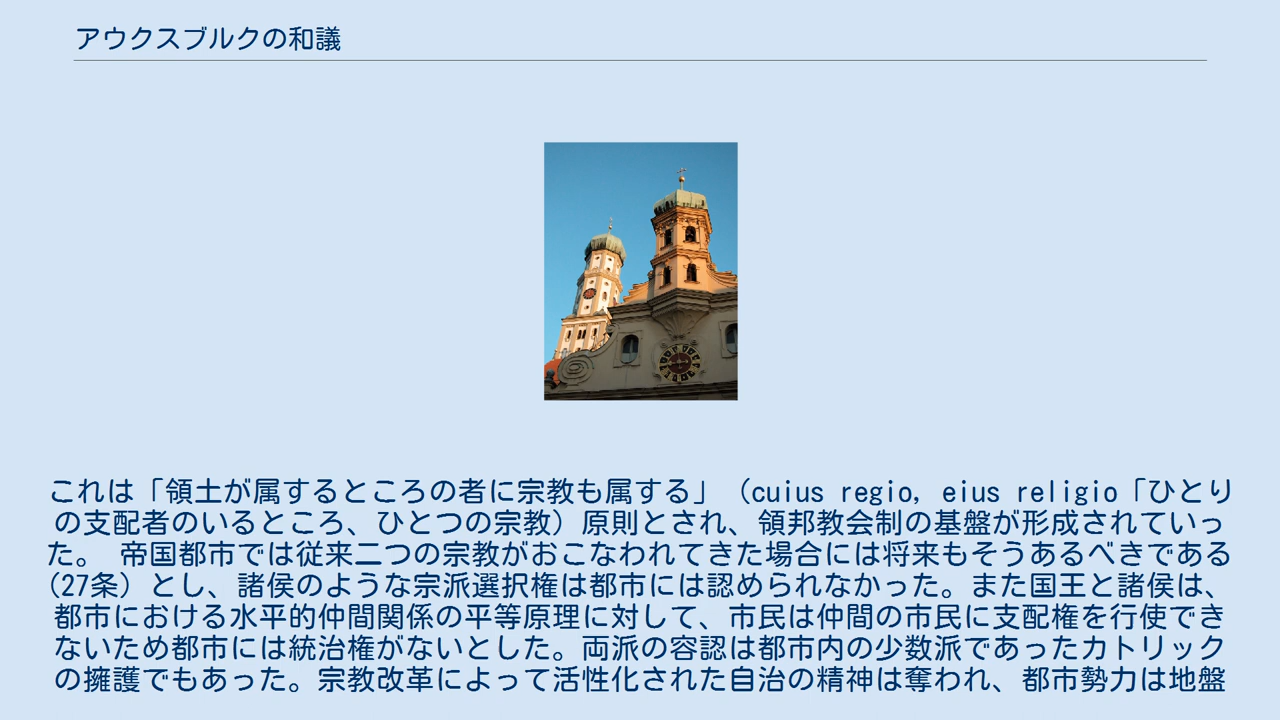 アウクスブルクの和議
これは「領土が属するところの者に宗教も属する」（cuius regio, eius religio「ひとり
の支配者のいるところ、ひとつの宗教）原則とされ、領邦教会制の基盤が形成されていっ
た。 帝国都市では従来二つの宗教がおこなわれてきた場合には将来もそうあるべきである
(27条）とし、諸侯のような宗派選択権は都市には認められなかった。また国王と諸侯は、
都市における水平的仲間関係の平等原理に対して、市民は仲間の市民に支配権を行使でき
ないため都市には統治権がないとした。両派の容認は都市内の少数派であったカトリック
の擁護でもあった。宗教改革によって活性化された自治の精神は奪われ、都市勢力は地盤